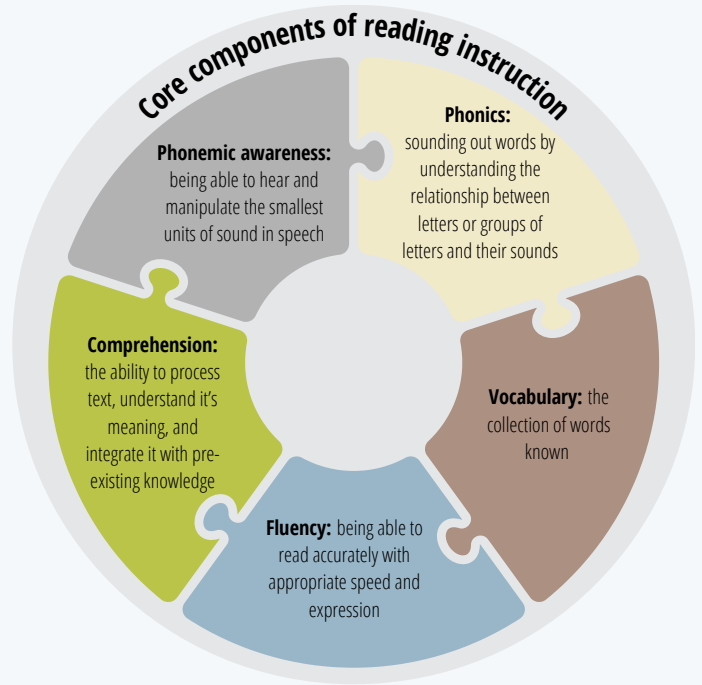 Core components of reading instruction
Phonemic awareness:
being able to hear and
manipulate the smallest
units of sound in speech
Phonics:
sounding out words by
understanding the
relationship between
letters or groups of
letters and their sounds
Vocabulary: the
collection of words
known
Fluency: being able to
read accurately with
appropriate speed and
expression
Comprehension:
the ability to process
text, understand it's
meaning, and
integrate it with pre-
existing knowledge